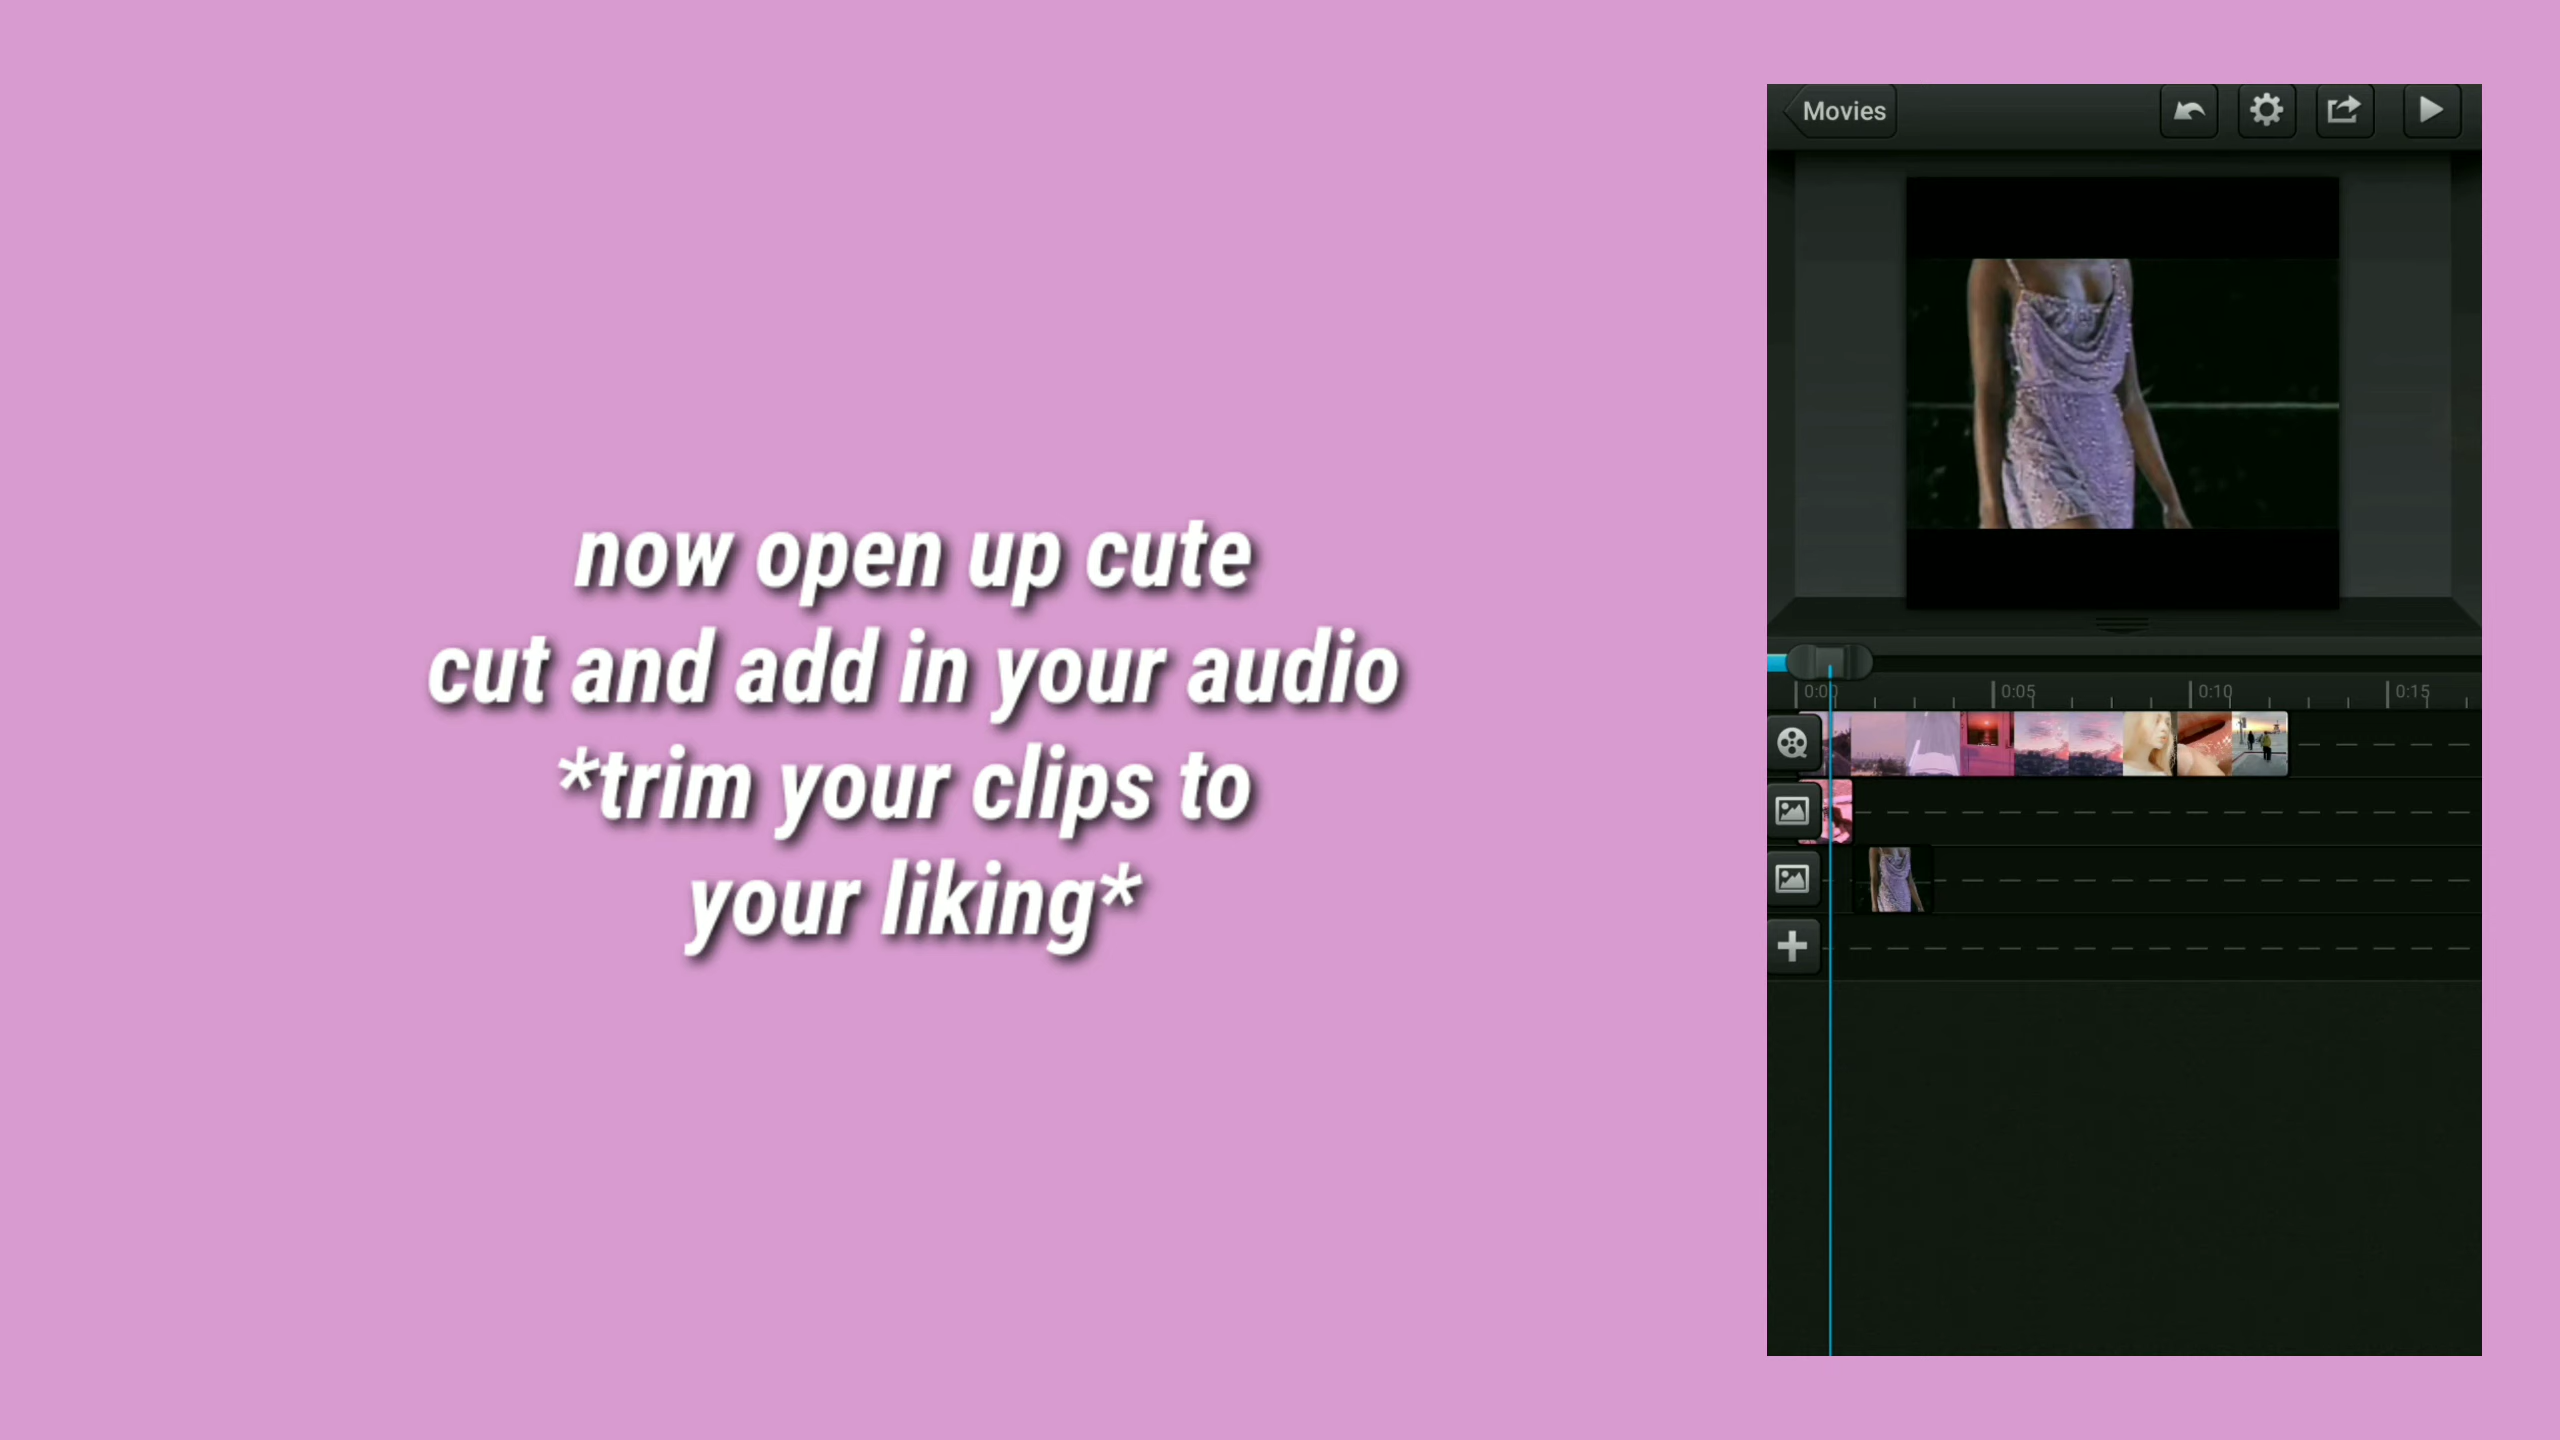 now open up cute
cut and add in your audio
*trim your clips to
your liking*
Movies
0:00
0:05
0:10
0:15